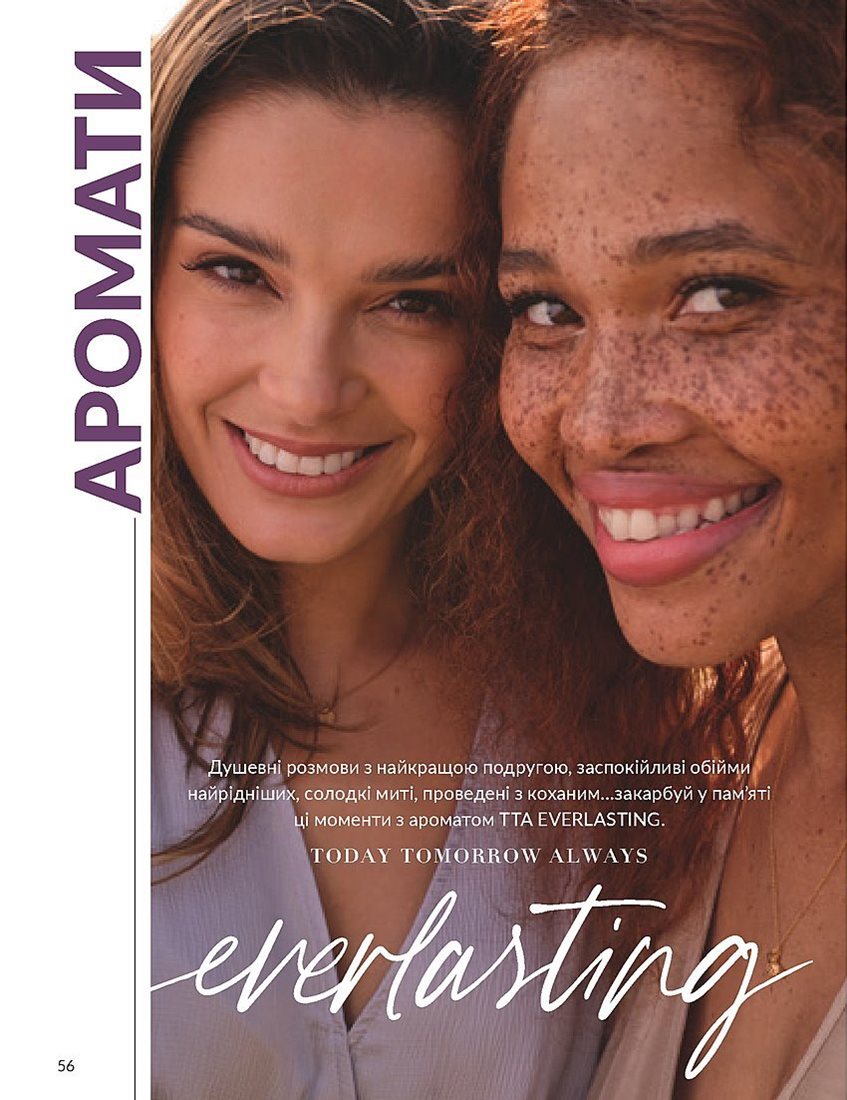 АРОМАТИ
Душевні розмови з найкращою подругою, заспокійливі обійми
найрідніших, солодкі миті, проведені з коханим...закарбуй у пам'яті
ці моменти з ароматом TTA EVERLASTING.
TODAY TOMORROW ALWAYS
everlasting
56